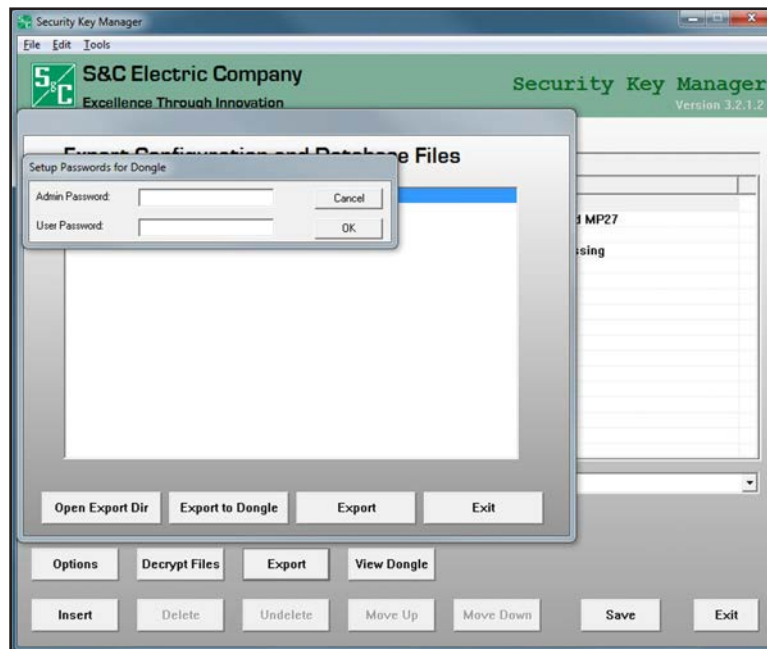 Security Key Manager
File Edit Tools
S&C
S&C Electric Company
Excellence Through Innovation
Security Key Manager
Version 3.2.1.2
Export Configuration and Database Files
Setup Passwords for Dongle
Admin Password:
Cancel
User Password:
OK
MP27
Open Export Dir
Export to Dongle
Export
Exit
Options
Decrypt Files
Export
View Dongle
Insert
Delete
Undelete
Move Up
Move Down
Save
Exit